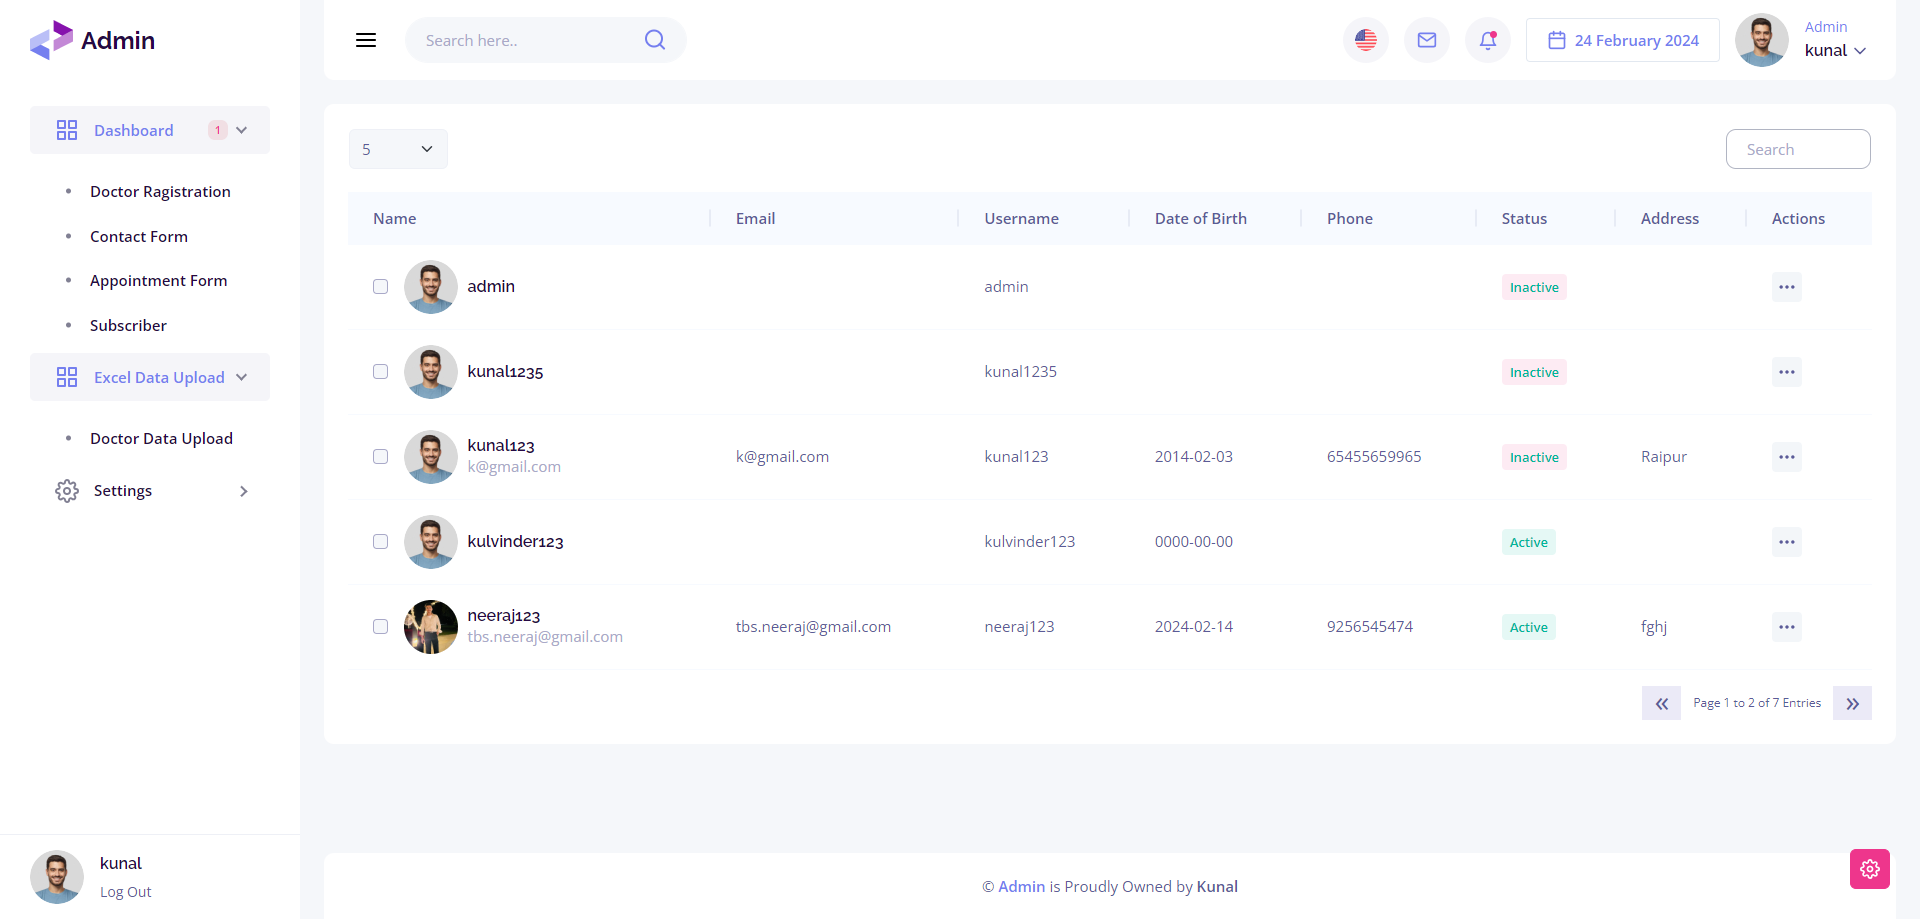 Admin
Dashboard 1
Doctor Ragistration
Contact Form
Appointment Form
Subscriber
Excel Data Upload
Doctor Data Upload
Settings
kunal
Log Out
Search here..
24 February 2024
Admin
kunal
5
Search
Name Email Username Date of Birth Phone Status Address Actions
admin admin Inactive
kunal1235 kunal1235 Inactive
kunal123
k@gmail.com k@gmail.com kunal123 2014-02-03 65455659965 Inactive Raipur
kulvinder123 kulvinder123 0000-00-00 Active
neeraj123
tbs.neeraj@gmail.com tbs.neeraj@gmail.com neeraj123 2024-02-14 9256545474 Active fghj
Page 1 to 2 of 7 Entries
© Admin is Proudly Owned by Kunal